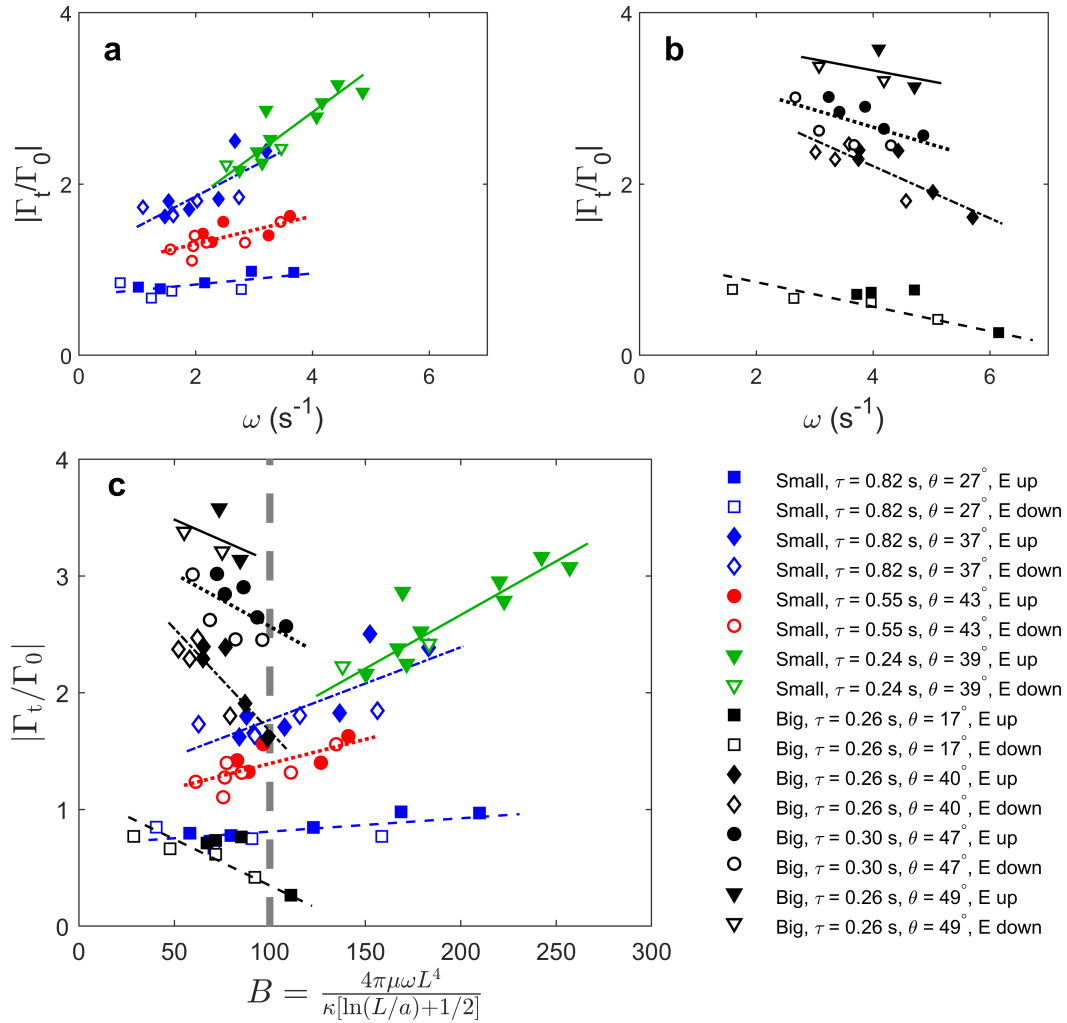 a
|Γt/Γ0|
4
2
0
0 2 4 6
ω (s-1)
b
|Γt/Γ0|
4
2
0
0 2 4 6
ω (s-1)
c
|Γt/Γ0|
4
3
2
1
0
0 50 100 150 200 250 300
B = 4πμωL^4 / κ[ln(L/a)+1/2]
Small, τ = 0.82 s, θ = 27°, E up
Small, τ = 0.82 s, θ = 27°, E down
Small, τ = 0.82 s, θ = 37°, E up
Small, τ = 0.82 s, θ = 37°, E down
Small, τ = 0.55 s, θ = 43°, E up
Small, τ = 0.55 s, θ = 43°, E down
Small, τ = 0.24 s, θ = 39°, E up
Small, τ = 0.24 s, θ = 39°, E down
Big, τ = 0.26 s, θ = 17°, E up
Big, τ = 0.26 s, θ = 17°, E down
Big, τ = 0.26 s, θ = 40°, E up
Big, τ = 0.26 s, θ = 40°, E down
Big, τ = 0.30 s, θ = 47°, E up
Big, τ = 0.30 s, θ = 47°, E down
Big, τ = 0.26 s, θ = 49°, E up
Big, τ = 0.26 s, θ = 49°, E down